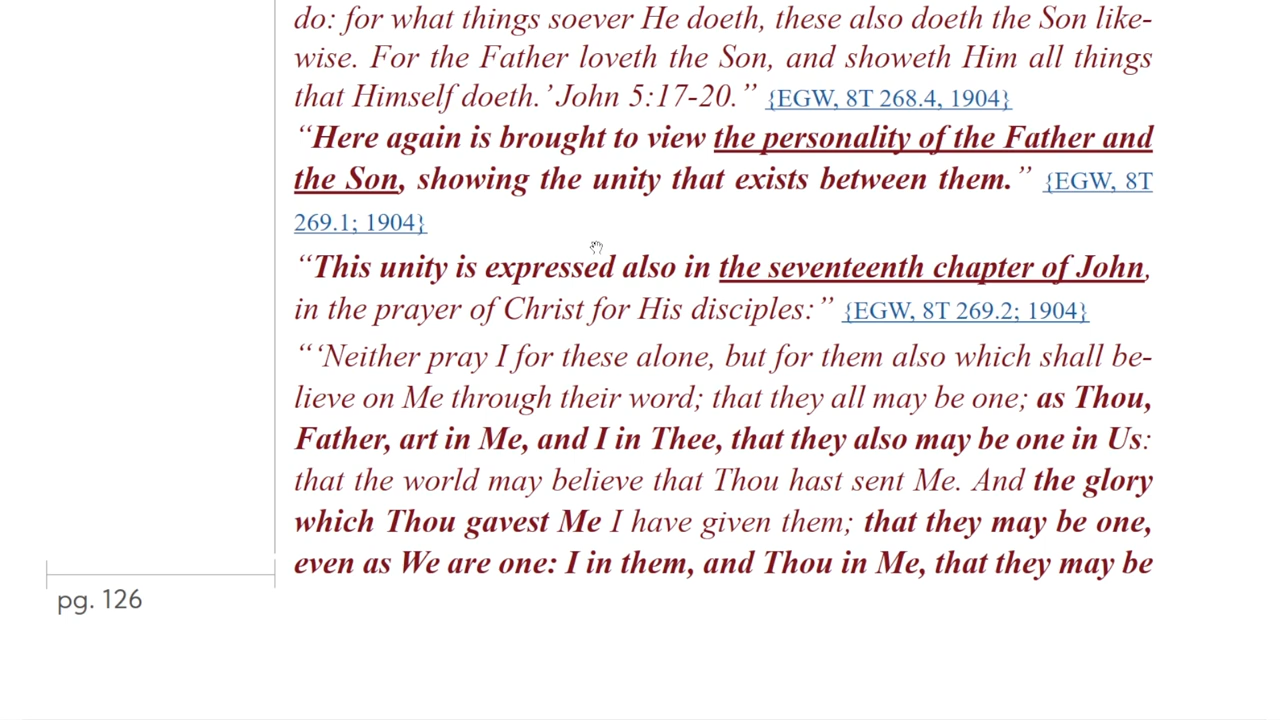 do: for what things soever He doeth, these also doeth the Son like-
wise. For the Father loveth the Son, and showeth Him all things
that Himself doeth.’ John 5:17-20.” {EGW, 8T 268.4, 1904}
“Here again is brought to view the personality of the Father and
the Son, showing the unity that exists between them.” {EGW, 8T
269.1; 1904}
“This unity is expressed also in the seventeenth chapter of John,
in the prayer of Christ for His disciples:” {EGW, 8T 269.2; 1904}
“‘Neither pray I for these alone, but for them also which shall be-
lieve on Me through their word; that they all may be one; as Thou,
Father, art in Me, and I in Thee, that they also may be one in Us:
that the world may believe that Thou hast sent Me. And the glory
which Thou gavest Me I have given them; that they may be one,
even as We are one: I in them, and Thou in Me, that they may be
pg. 126